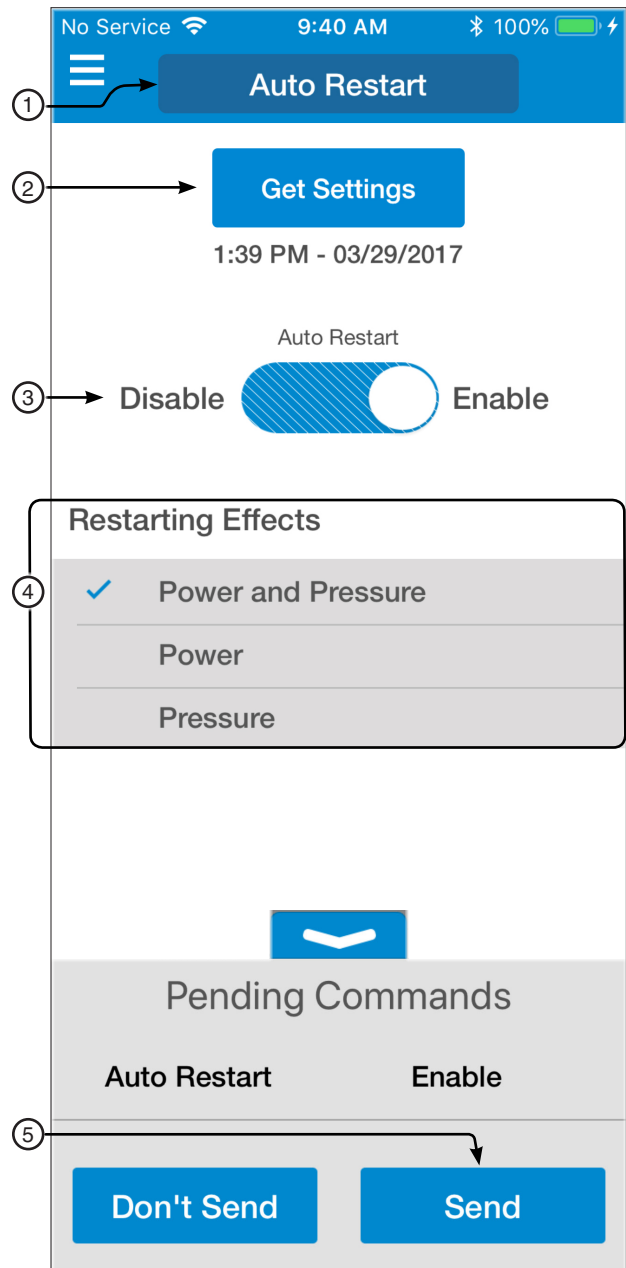 No Service 9:40 AM 100%
1 Auto Restart
2 Get Settings
1:39 PM - 03/29/2017
Auto Restart
3 Disable Enable
Restarting Effects
4 Power and Pressure
Power
Pressure
Pending Commands
Auto Restart Enable
5
Don't Send Send